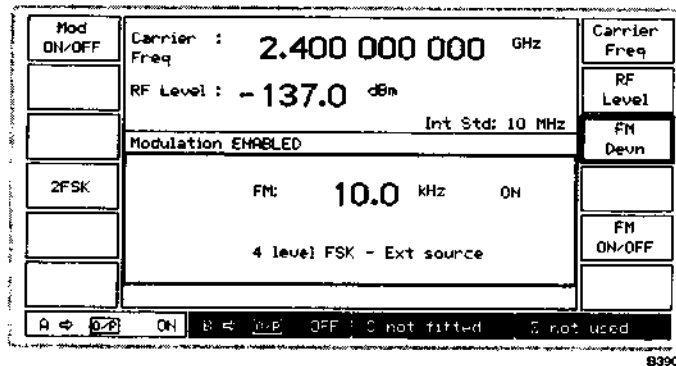 Mod
ON/OFF
2FSK
Carrier :
Freq
2.400 000 000 GHz
RF Level : -137.0 dBm
Int Std: 10 MHz
Modulation ENABLED
FM: 10.0 kHz ON
4 level FSK - Ext source
Carrier
Freq
RF
Level
FM
Devn
FM
ON/OFF
A ⇨ O/P ON B ⇨ O/P OFF C not fitted D not used
B390